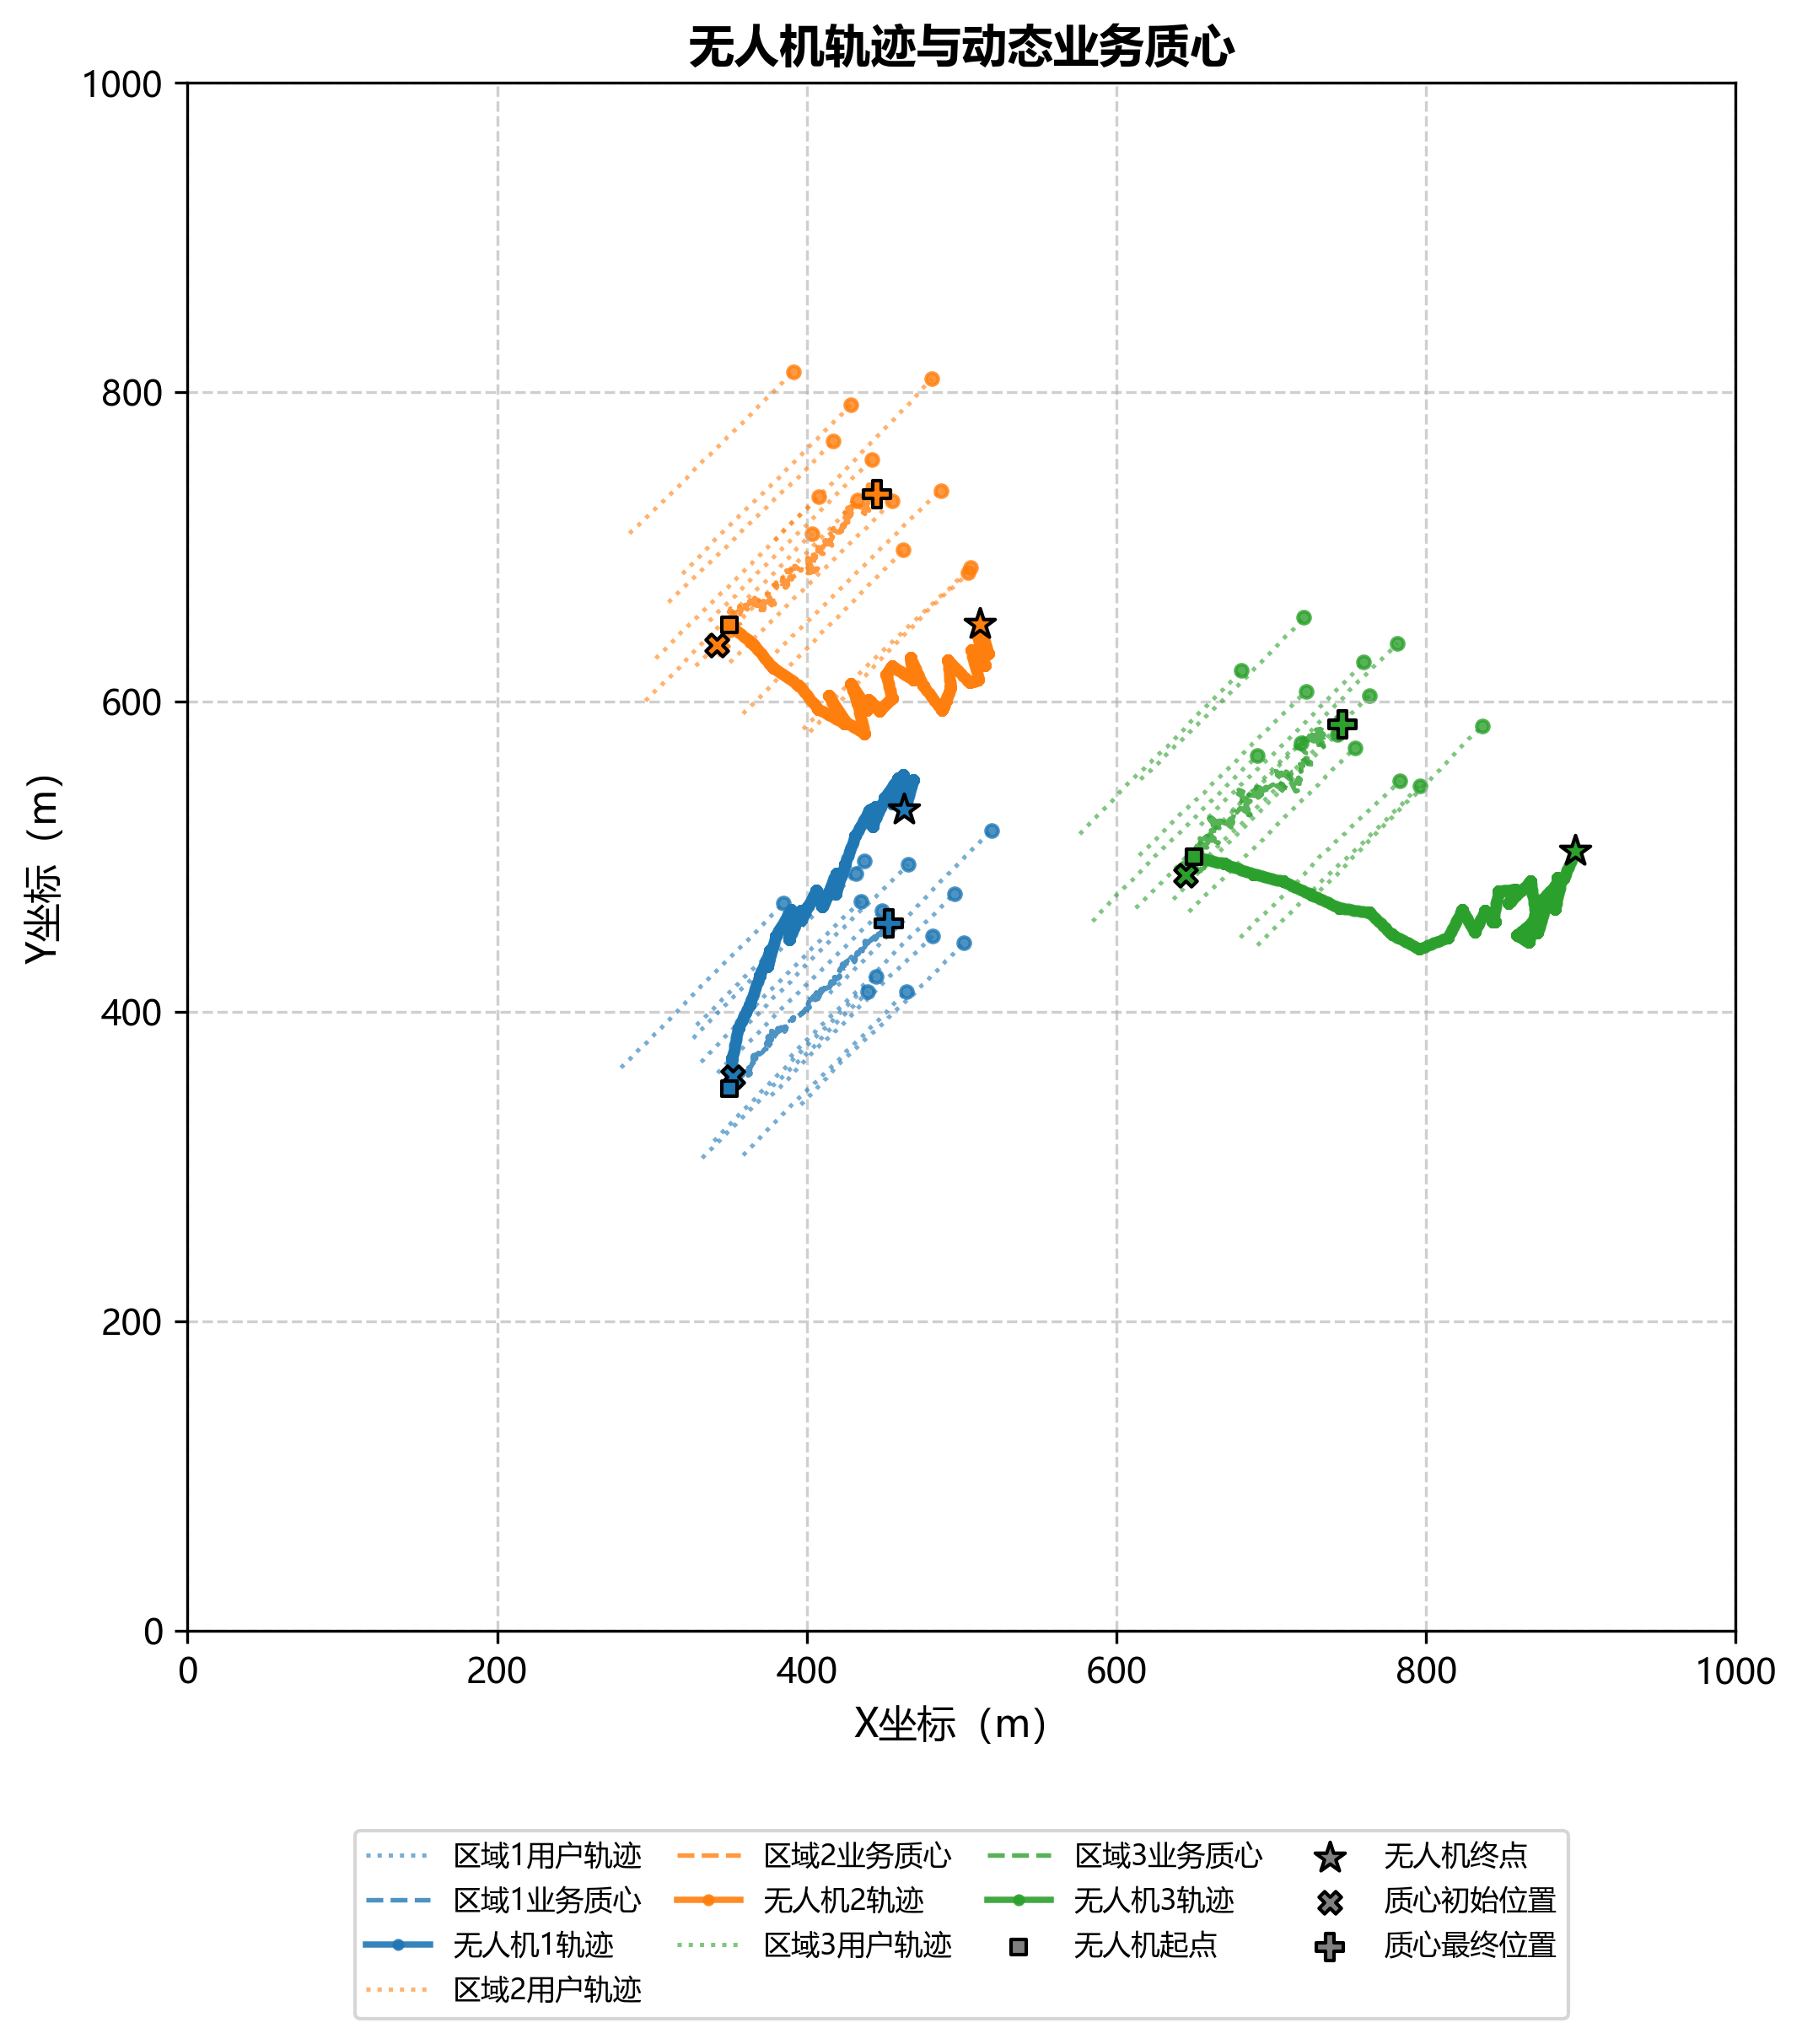 无人机轨迹与动态业务质心
1000
800
600
400
200
0
Y坐标（m）
0 200 400 600 800 1000
X坐标（m）
区域1用户轨迹 区域2业务质心 区域3业务质心 无人机终点
区域1业务质心 无人机2轨迹 无人机3轨迹 质心初始位置
无人机1轨迹 区域3用户轨迹 无人机起点 质心最终位置
区域2用户轨迹